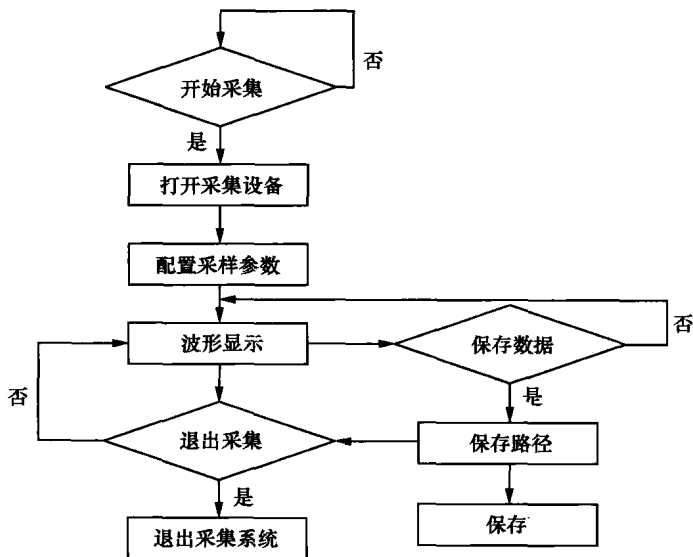 开始采集
否
是
打开采集设备
配置采样参数
否
波形显示
保存数据
否
是
退出采集
保存路径
是
退出采集系统
保存